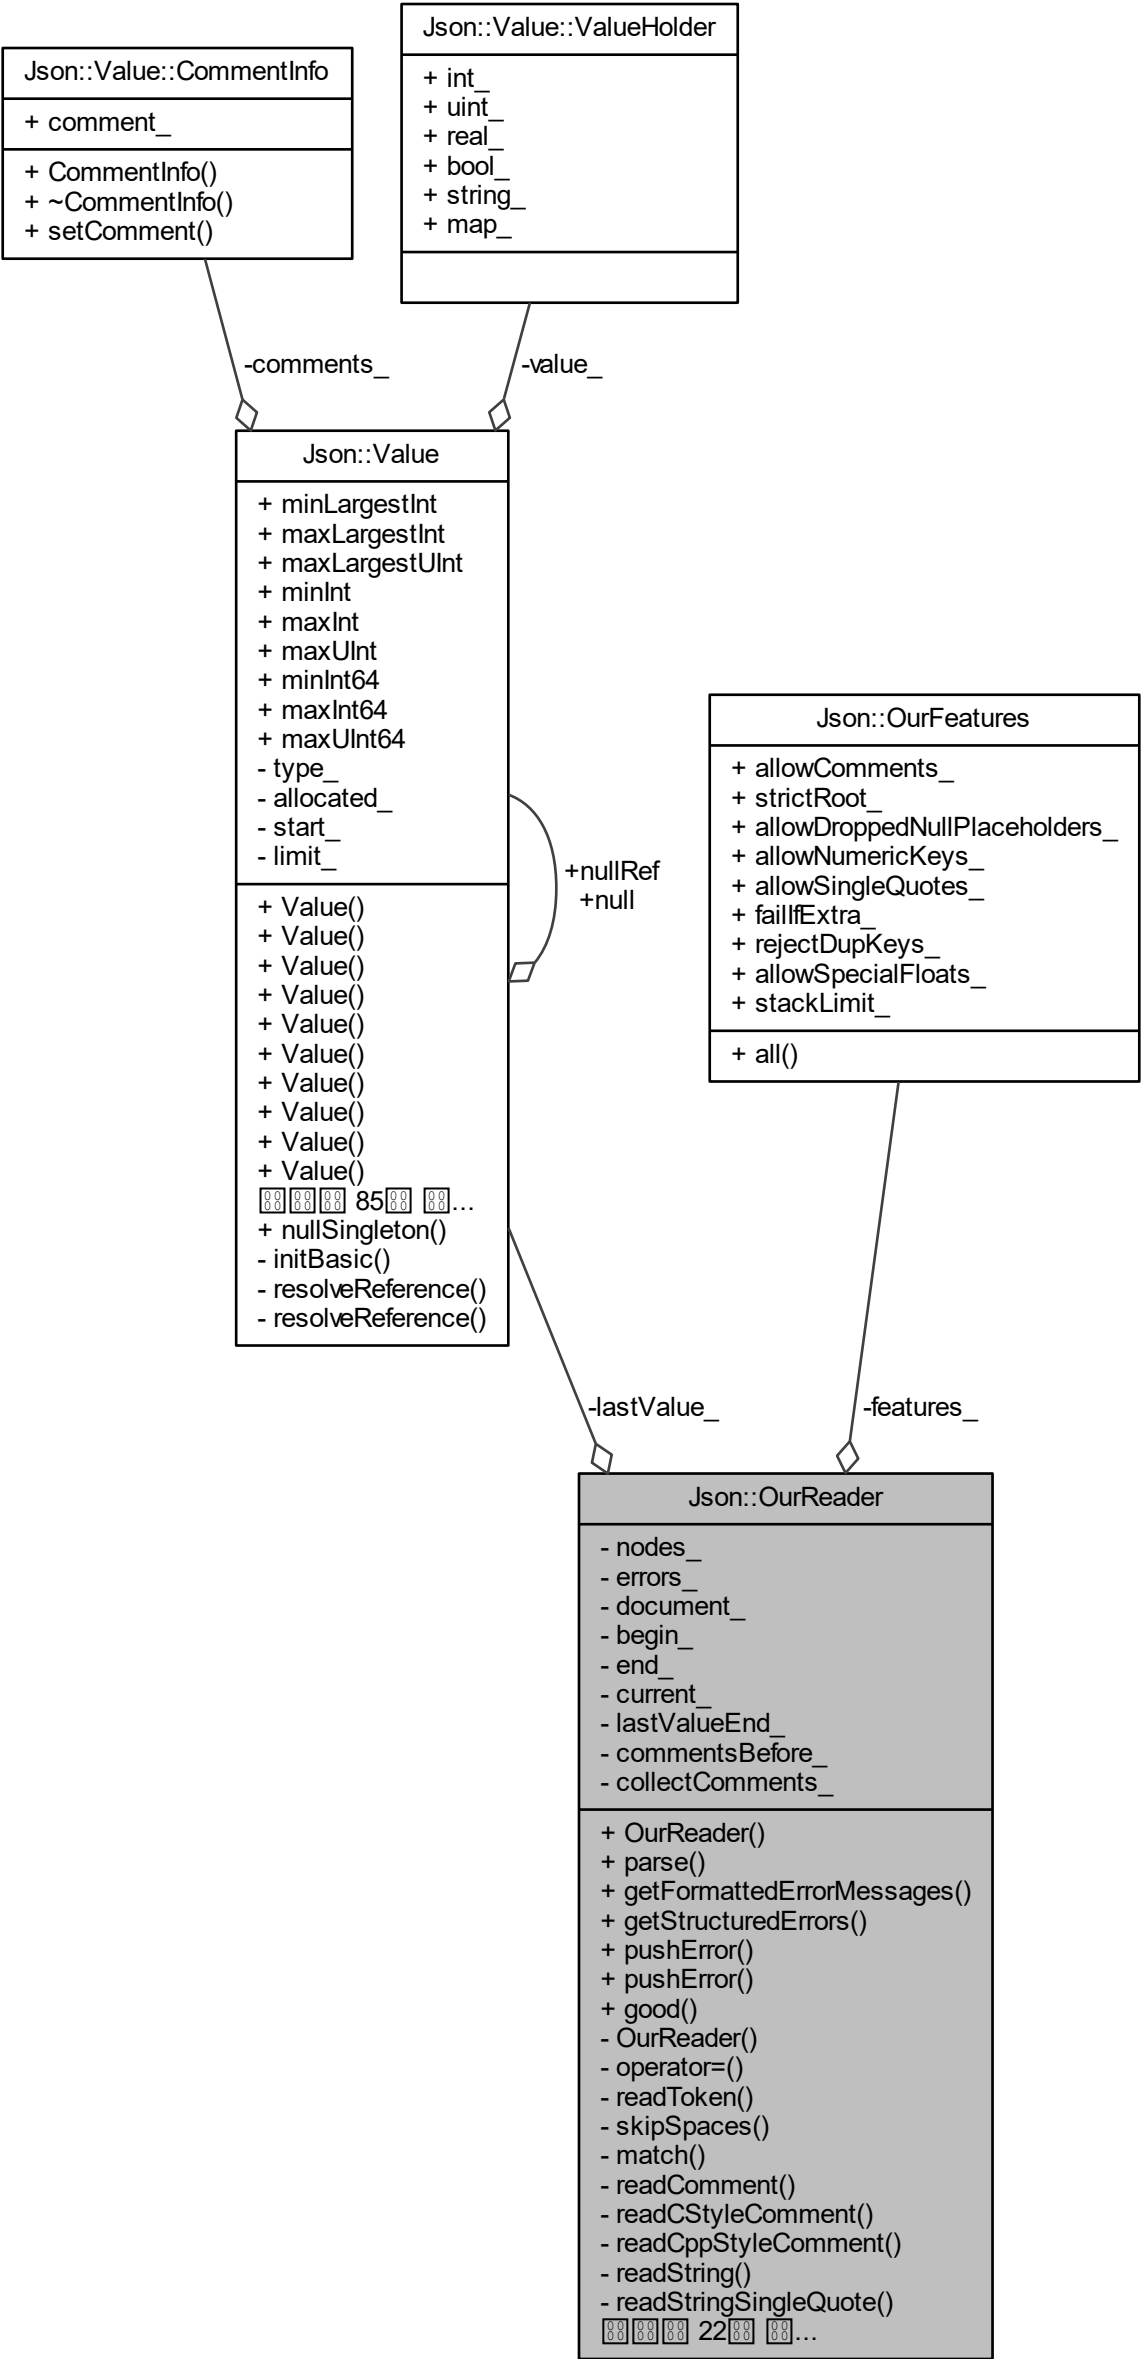 Json::Value::ValueHolder
+ int_
+ uint_
+ real_
+ bool_
+ string_
+ map_
Json::Value::CommentInfo
+ comment_
+ CommentInfo()
+ ~CommentInfo()
+ setComment()
-comments_
-value_
Json::Value
+ minLargestInt
+ maxLargestInt
+ maxLargestUInt
+ minInt
+ maxInt
+ maxUInt
+ minInt64
+ maxInt64
+ maxUInt64
- type_
- allocated_
- start_
- limit_
+ Value()
+ Value()
+ Value()
+ Value()
+ Value()
+ Value()
+ Value()
+ Value()
+ Value()
+ Value()
85 ...
+ nullSingleton()
- initBasic()
- resolveReference()
- resolveReference()
+nullRef
+null
Json::OurFeatures
+ allowComments_
+ strictRoot_
+ allowDroppedNullPlaceholders_
+ allowNumericKeys_
+ allowSingleQuotes_
+ failIfExtra_
+ rejectDupKeys_
+ allowSpecialFloats_
+ stackLimit_
+ all()
-lastValue_
-features_
Json::OurReader
- nodes_
- errors_
- document_
- begin_
- end_
- current_
- lastValueEnd_
- commentsBefore_
- collectComments_
+ OurReader()
+ parse()
+ getFormattedErrorMessages()
+ getStructuredErrors()
+ pushError()
+ pushError()
+ good()
- OurReader()
- operator=()
- readToken()
- skipSpaces()
- match()
- readComment()
- readCStyleComment()
- readCppStyleComment()
- readString()
- readStringSingleQuote()
22 ...